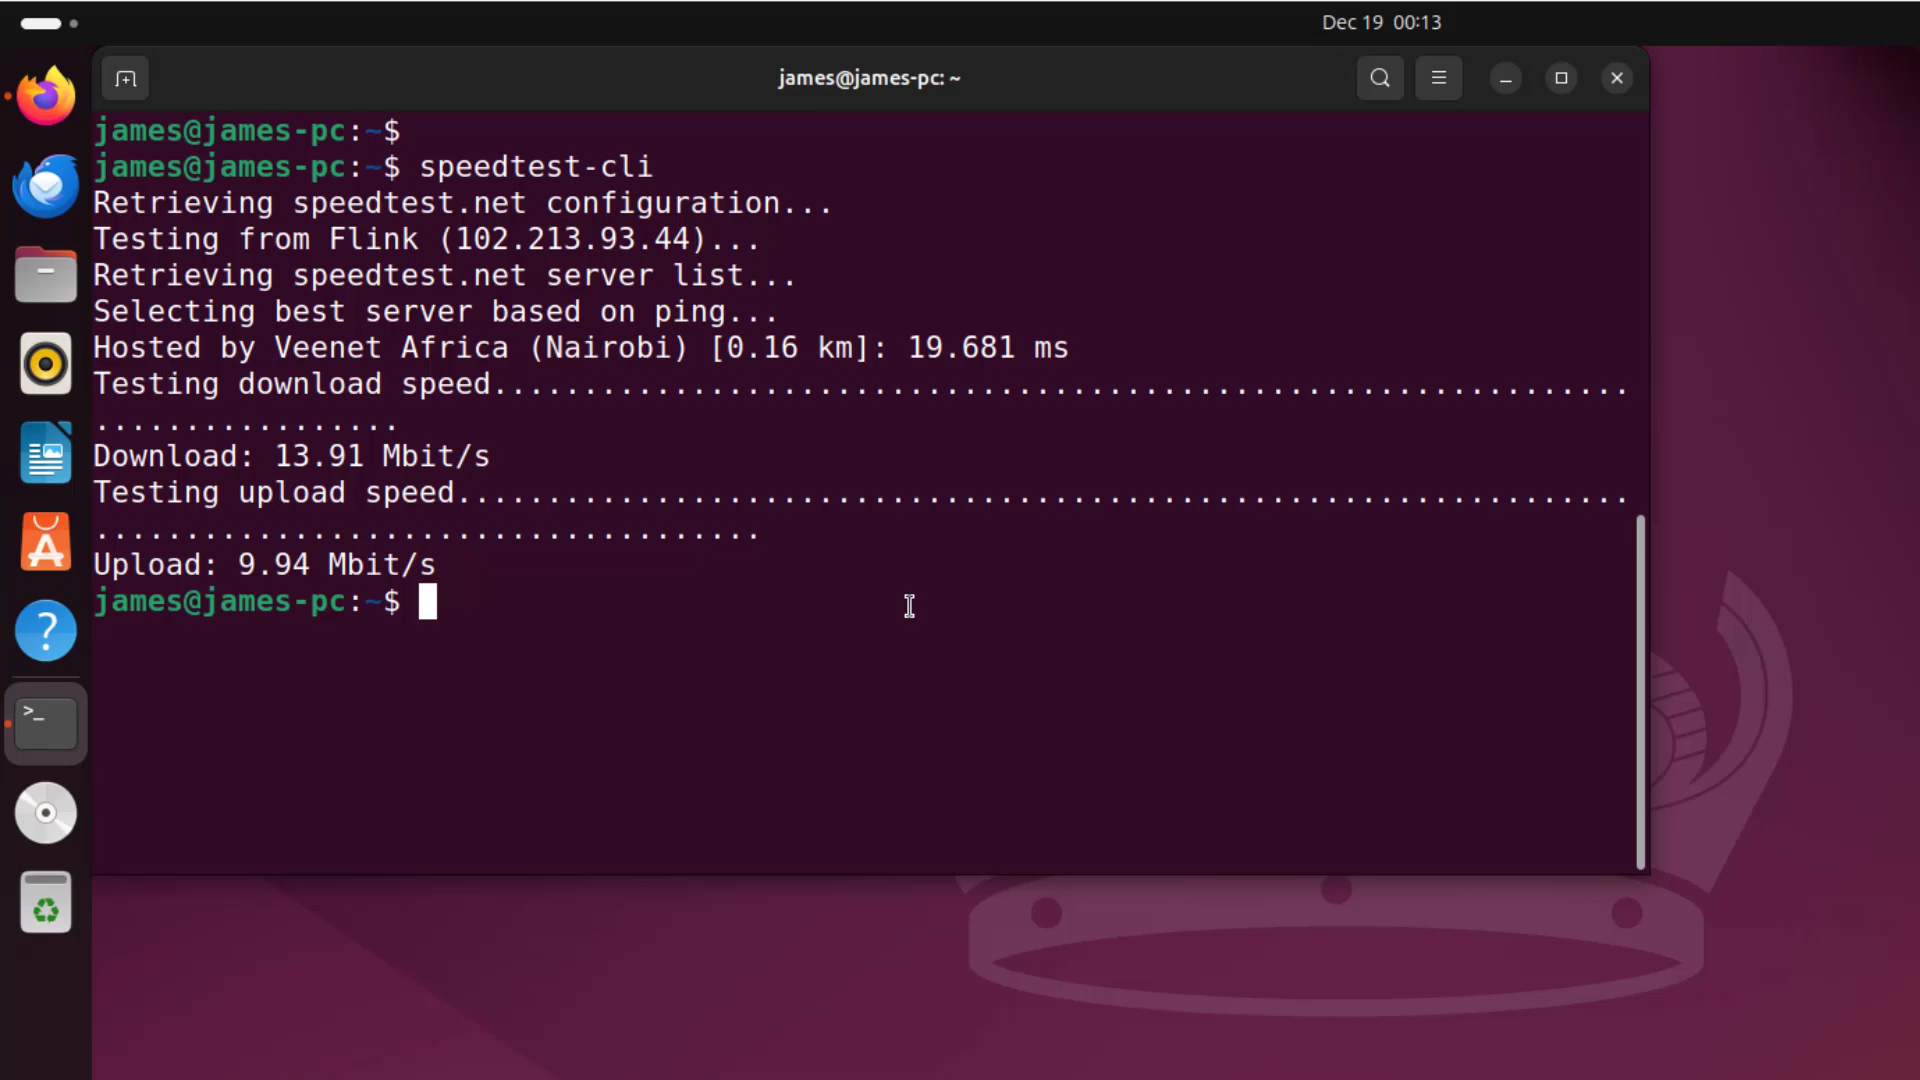 Dec 19 00:13
james@james-pc: ~
james@james-pc:~$
james@james-pc:~$ speedtest-cli
Retrieving speedtest.net configuration...
Testing from Flink (102.213.93.44)...
Retrieving speedtest.net server list...
Selecting best server based on ping...
Hosted by Veenet Africa (Nairobi) [0.16 km]: 19.681 ms
Testing download speed...............................................................
.................
Download: 13.91 Mbit/s
Testing upload speed.................................................................
.....................................
Upload: 9.94 Mbit/s
james@james-pc:~$